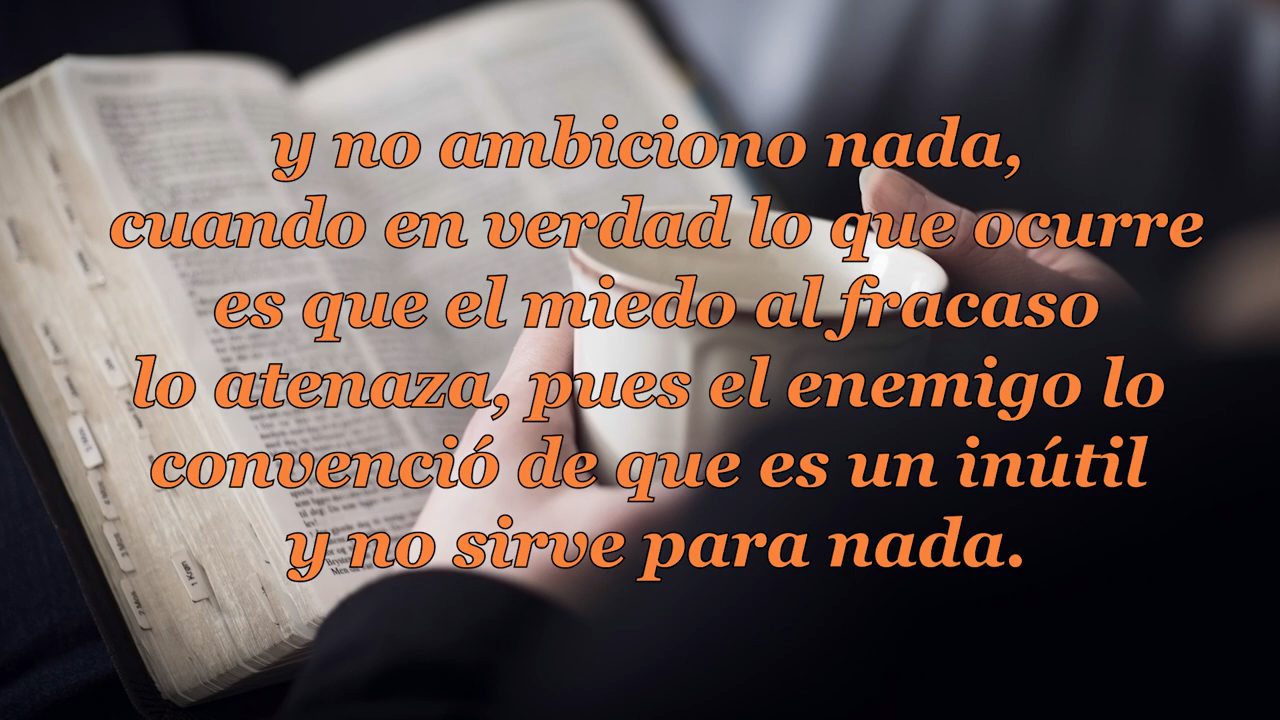 y no ambiciono nada,
cuando en verdad lo que ocurre
es que el miedo al fracaso
lo atenaza, pues el enemigo lo
convenció de que es un inútil
y no sirve para nada.